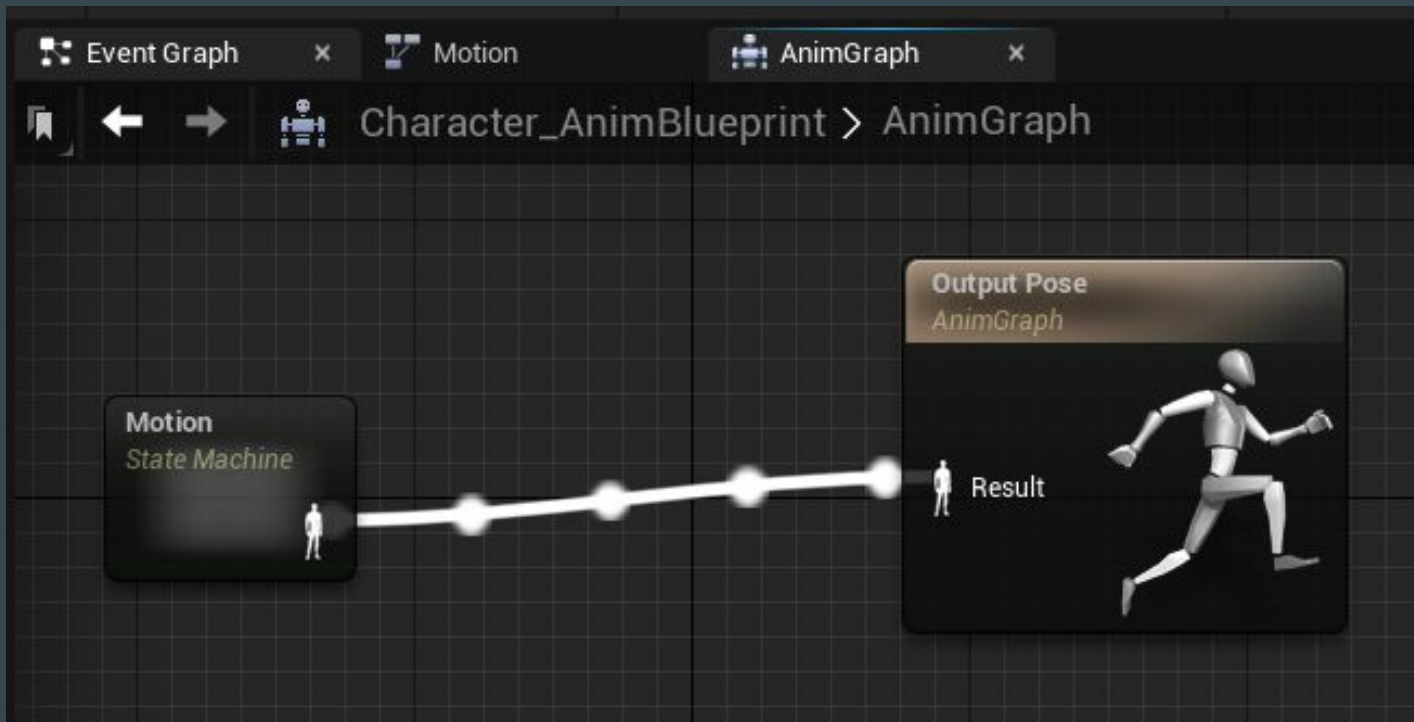 Event Graph
Motion
AnimGraph
Character_AnimBlueprint > AnimGraph
Output Pose
AnimGraph
Motion
State Machine
Result